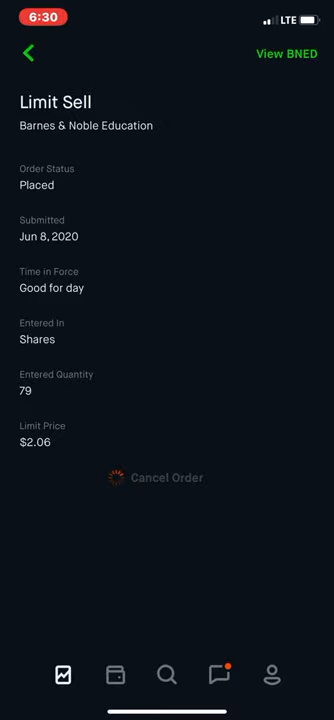 6:30
LTE
View BNED
Limit Sell
Barnes & Noble Education
Order Status
Placed
Submitted
Jun 8, 2020
Time in Force
Good for day
Entered In
Shares
Entered Quantity
79
Limit Price
$2.06
Cancel Order